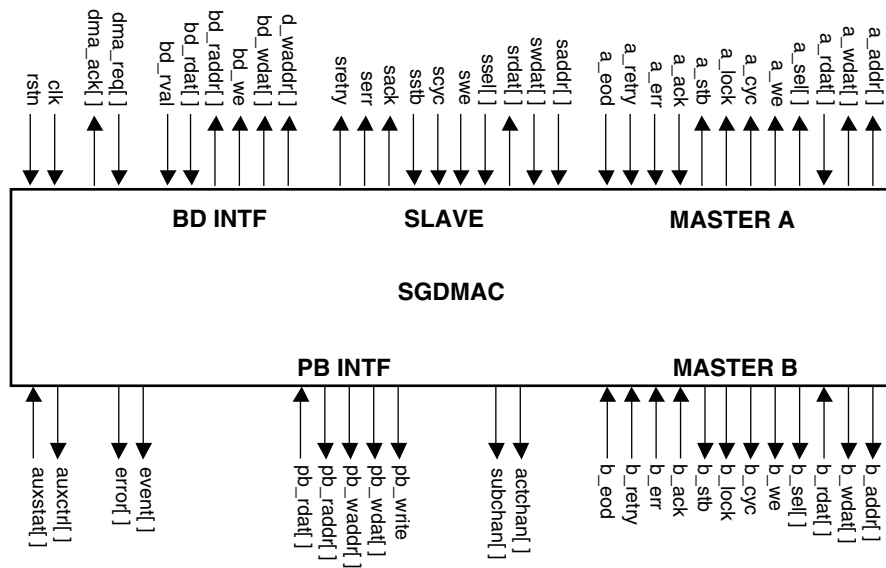 rstn
clk
dma_ack[ ]
dma_req[ ]
bd_rval
bd_rdat[ ]
bd_raddr[ ]
bd_we
bd_wdat[ ]
d_waddr[ ]
sretry
serr
sack
sstb
scyc
swe
ssel[ ]
srdat[ ]
swdat[ ]
saddr[ ]
a_eod
a_retry
a_err
a_ack
a_stb
a_lock
a_cyc
a_we
a_sel[ ]
a_rdat[ ]
a_wdat[ ]
a_addr[ ]
BD INTF
SLAVE
MASTER A
SGDMAC
PB INTF
MASTER B
auxstat[ ]
auxctrl[ ]
error[ ]
event[ ]
pb_rdat[ ]
pb_raddr[ ]
pb_waddr[ ]
pb_wdat[ ]
pb_write
subchan[ ]
actchan[ ]
b_eod
b_retry
b_err
b_ack
b_stb
b_lock
b_cyc
b_we
b_sel[ ]
b_rdat[ ]
b_wdat[ ]
b_addr[ ]